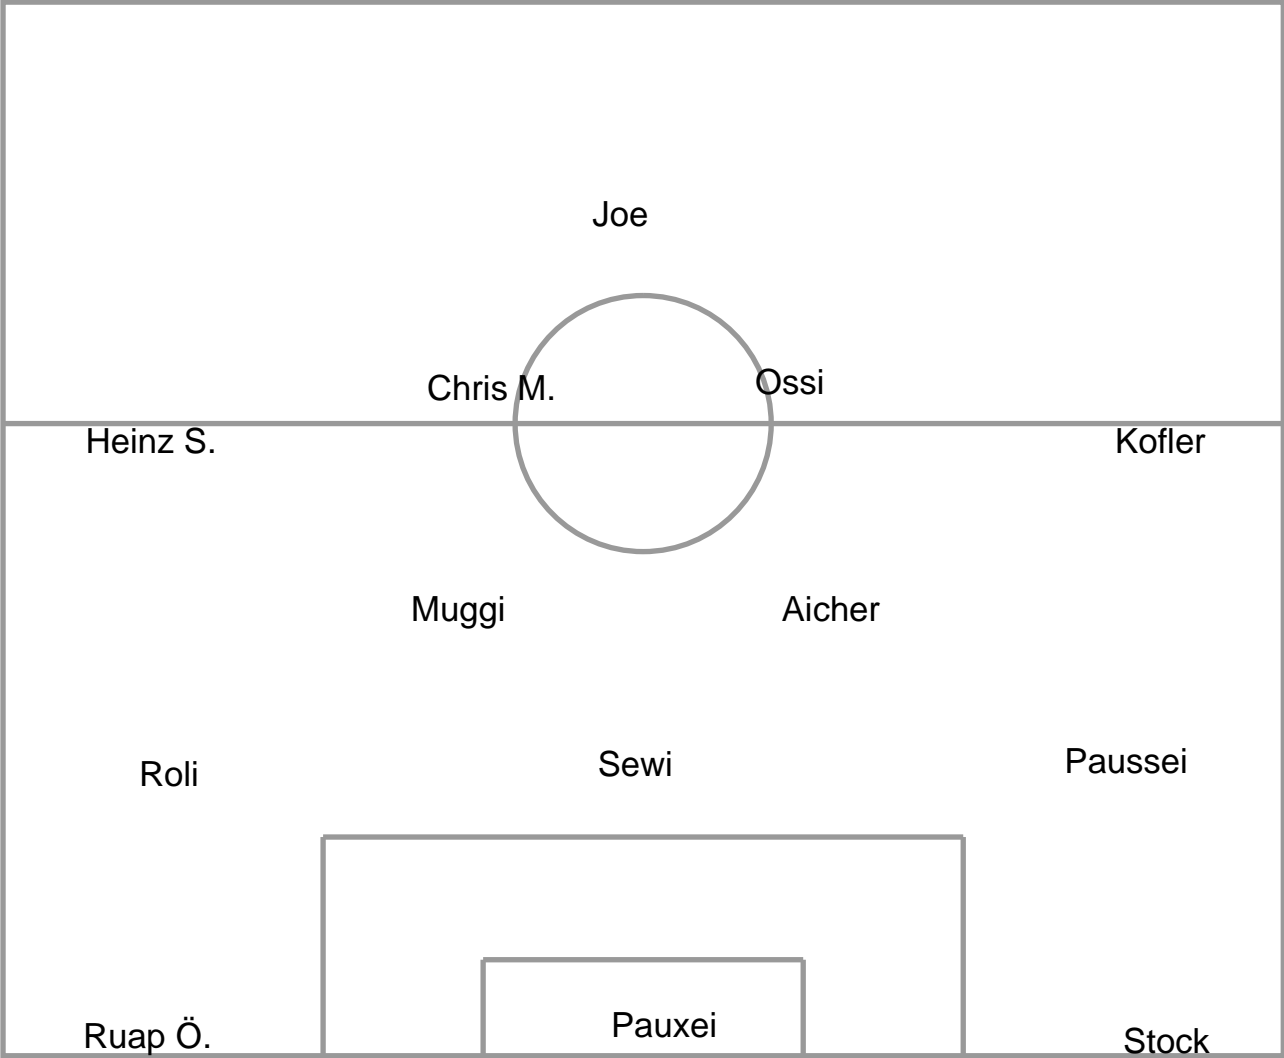 Joe
Chris M.
Ossi
Heinz S.
Kofler
Muggi
Aicher
Roli
Sewi
Paussei
Ruap Ö.
Pauxei
Stock